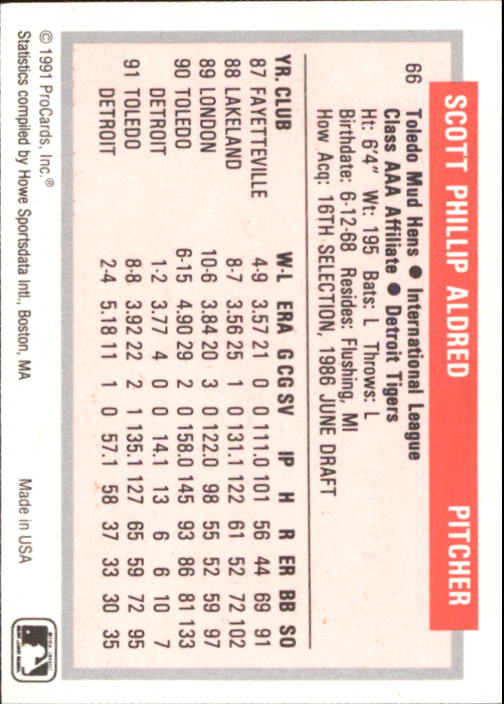 SCOTT PHILLIP ALDRED PITCHER
66 Toledo Mud Hens ● International League
Class AAA Affiliate ● Detroit Tigers
Ht: 6'4" Wt: 195 Bats: L Throws: L
Birthdate: 6-12-68 Resides: Flushing, MI
How Acq: 16TH SELECTION, 1986 JUNE DRAFT
YR. CLUB W-L ERA G CG SV IP H R ER BB SO
87 FAYETTEVILLE 4-9 3.57 21 0 0 111.0 101 56 44 69 91
88 LAKELAND 8-7 3.56 25 1 0 131.1 122 61 52 72 102
89 LONDON 10-6 3.84 20 3 0 122.0 98 55 52 59 97
90 TOLEDO 6-15 4.90 29 2 0 158.0 145 93 86 81 133
DETROIT 1-2 3.77 4 0 0 14.1 13 6 6 10 7
91 TOLEDO 8-8 3.92 22 2 1 135.1 127 65 59 72 95
DETROIT 2-4 5.18 11 1 0 57.1 58 37 33 30 35
© 1991 ProCards, Inc.®
Statistics compiled by Howe Sportsdata Intl., Boston, MA Made in USA